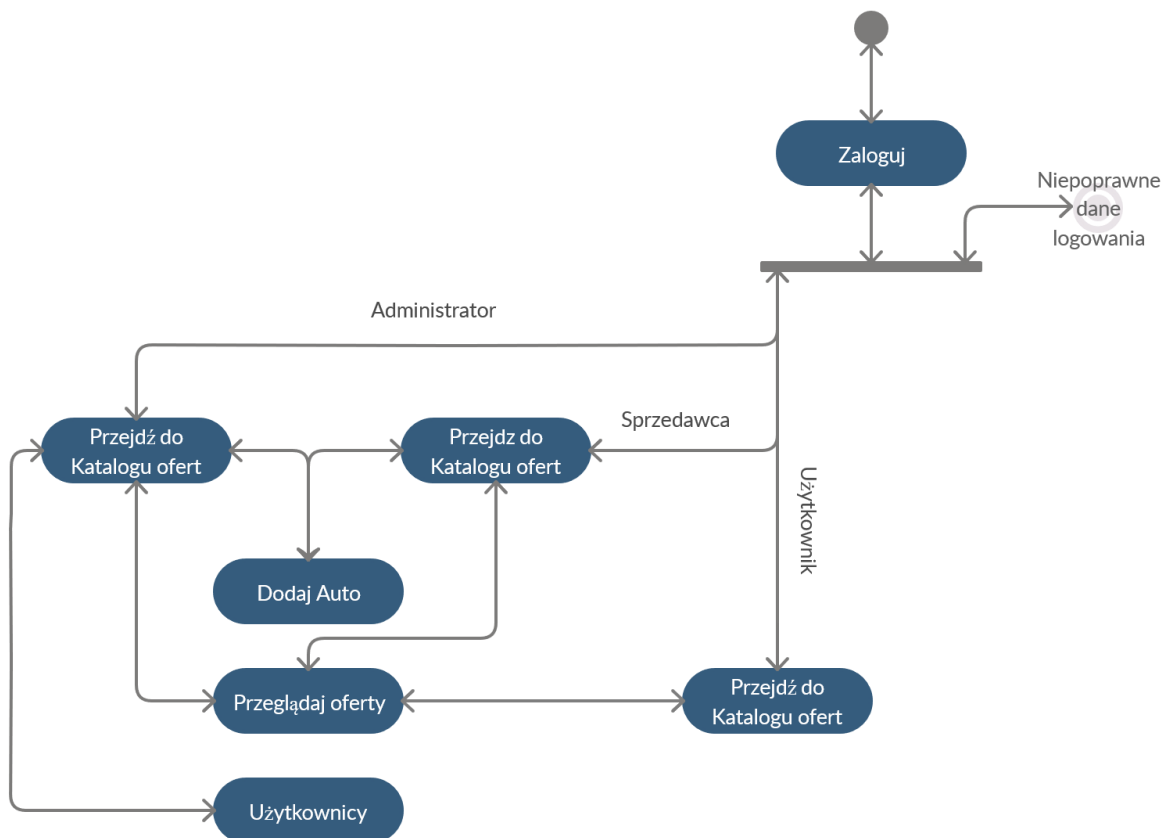 Zaloguj
Niepoprawne
dane
logowania
Administrator
Przejdź do
Katalogu ofert
Przejdz do
Katalogu ofert
Sprzedawca
Użytkownik
Dodaj Auto
Przeglądaj oferty
Przejdź do
Katalogu ofert
Użytkownicy